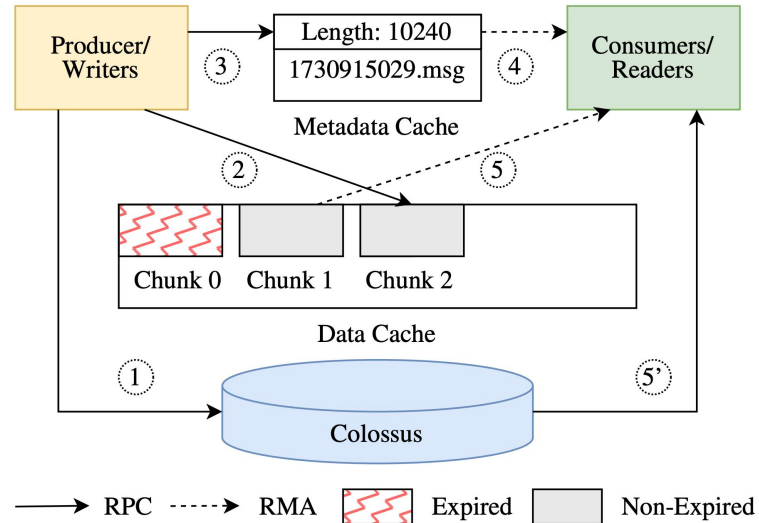 Producer/
Writers
3
Length: 10240
1730915029.msg
4
Consumers/
Readers
Metadata Cache
2
5
Chunk 0
Chunk 1
Chunk 2
Data Cache
1
5’
Colossus
RPC
RMA
Expired
Non-Expired